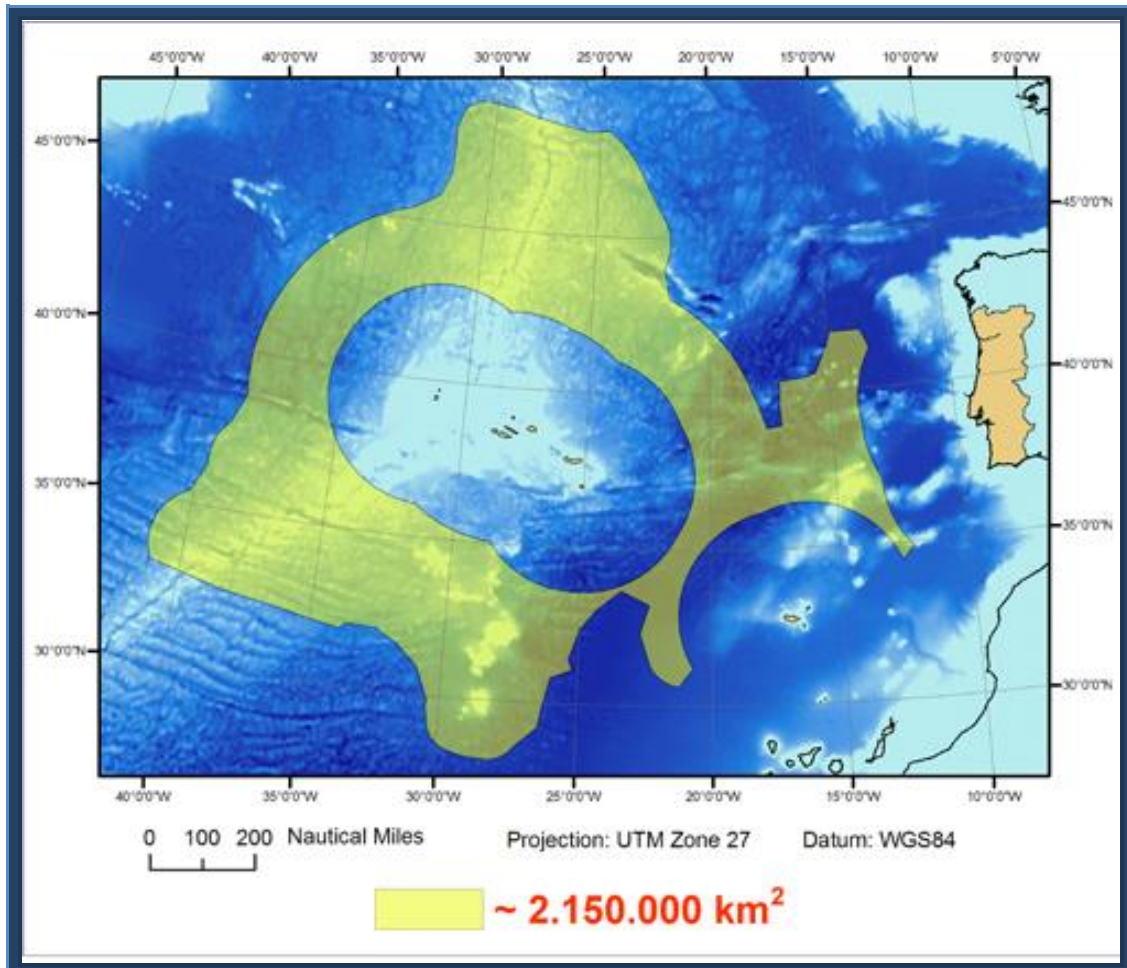 45°0'0"W 40°0'0"W 35°0'0"W 30°0'0"W 25°0'0"W 20°0'0"W 15°0'0"W 10°0'0"W 5°0'0"W
45°0'0"N
45°0'0"N
40°0'0"N
40°0'0"N
35°0'0"N
35°0'0"N
30°0'0"N
30°0'0"N
40°0'0"W 35°0'0"W 30°0'0"W 25°0'0"W 20°0'0"W 15°0'0"W 10°0'0"W
0 100 200 Nautical Miles Projection: UTM Zone 27 Datum: WGS84
~ 2.150.000 km²